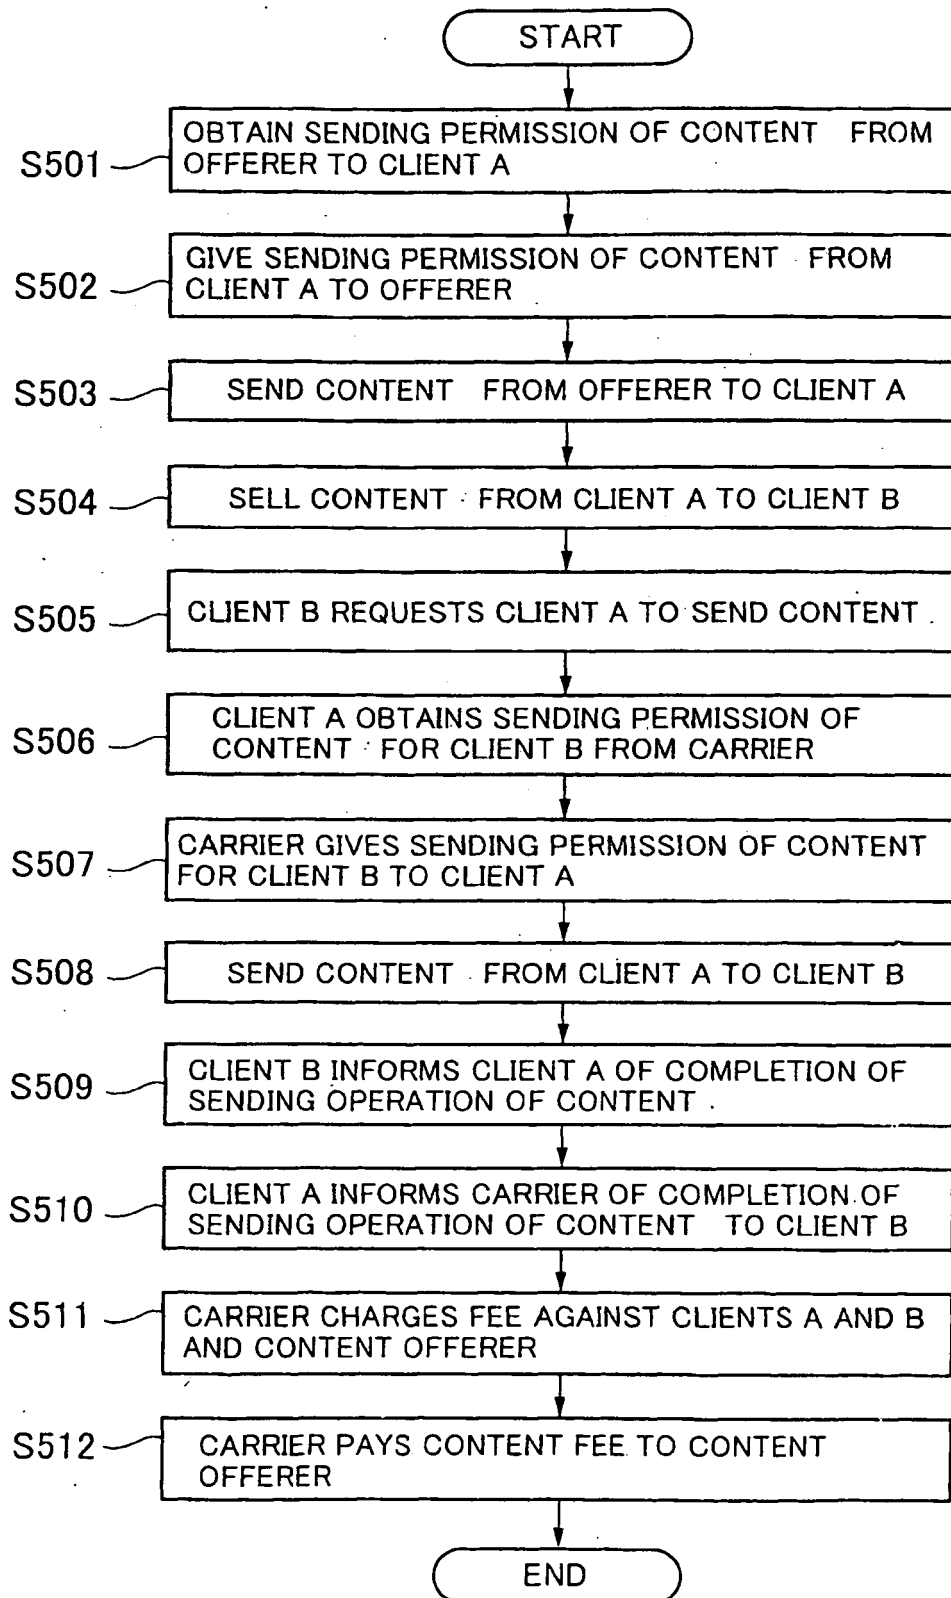 START
S501
OBTAIN SENDING PERMISSION OF CONTENT FROM
OFFERER TO CLIENT A
S502
GIVE SENDING PERMISSION OF CONTENT FROM
CLIENT A TO OFFERER
S503
SEND CONTENT FROM OFFERER TO CLIENT A
S504
SELL CONTENT FROM CLIENT A TO CLIENT B
S505
CLIENT B REQUESTS CLIENT A TO SEND CONTENT
S506
CLIENT A OBTAINS SENDING PERMISSION OF
CONTENT FOR CLIENT B FROM CARRIER
S507
CARRIER GIVES SENDING PERMISSION OF CONTENT
FOR CLIENT B TO CLIENT A
S508
SEND CONTENT FROM CLIENT A TO CLIENT B
S509
CLIENT B INFORMS CLIENT A OF COMPLETION OF
SENDING OPERATION OF CONTENT
S510
CLIENT A INFORMS CARRIER OF COMPLETION OF
SENDING OPERATION OF CONTENT TO CLIENT B
S511
CARRIER CHARGES FEE AGAINST CLIENTS A AND B
AND CONTENT OFFERER
S512
CARRIER PAYS CONTENT FEE TO CONTENT
OFFERER
END